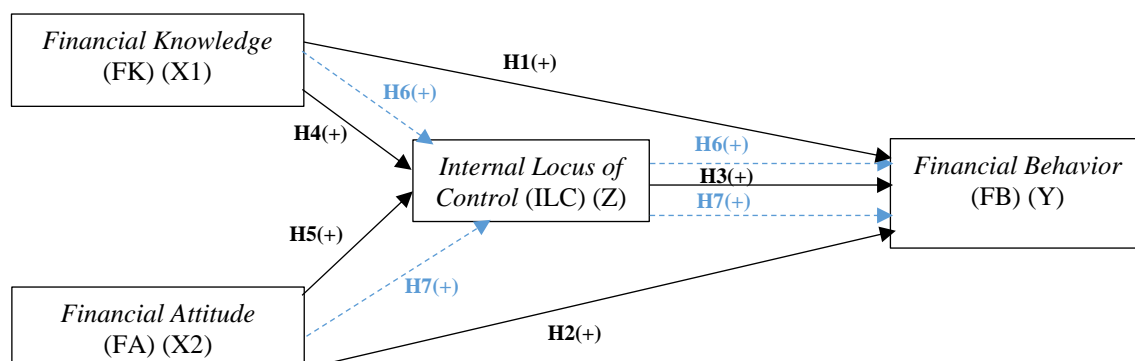 Financial Knowledge
(FK) (X1)
H1(+)
H6(+)
H4(+)
Internal Locus of
Control (ILC) (Z)
H6(+)
H3(+)
H7(+)
Financial Behavior
(FB) (Y)
H5(+)
H7(+)
Financial Attitude
(FA) (X2)
H2(+)